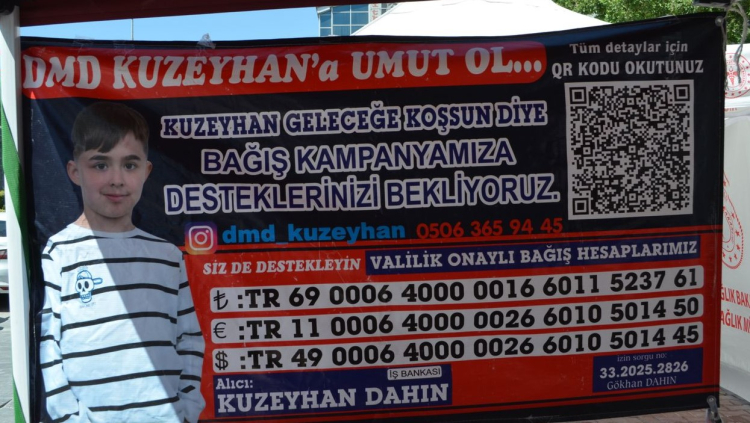 DMD KUZEYHAN'a UMUT OL...
Tüm detaylar için
QR KODU OKUTUNUZ
KUZEYHAN GELECEĞE KOŞSUN DİYE
BAĞIŞ KAMPANYAMIZA
DESTEKLERİNİZİ BEKLİYORUZ.
dmd_kuzeyhan 0506 365 94 45
SİZ DE DESTEKLEYİN VALİLİK ONAYLI BAĞIŞ HESAPLARIMIZ
₺ :TR 69 0006 4000 0016 6011 5237 61
€ :TR 11 0006 4000 0026 6010 5014 50
$ :TR 49 0006 4000 0026 6010 5014 45
İŞ BANKASI
Alıcı:
KUZEYHAN DAHIN
izin sorgu no:
33.2025.2826
Gökhan DAHIN